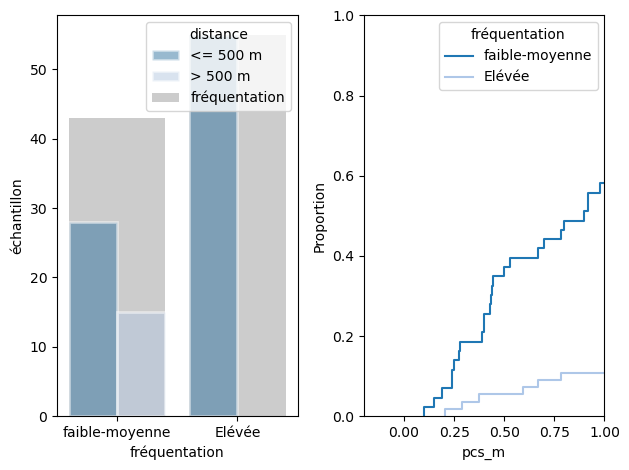 distance
<= 500 m
> 500 m
fréquentation
50
40
30
20
10
0
échantillon
faible-moyenne
Elévée
fréquentation
fréquentation
faible-moyenne
Elévée
1.0
0.8
0.6
0.4
0.2
0.0
Proportion
0.00
0.25
0.50
0.75
1.00
pcs_m